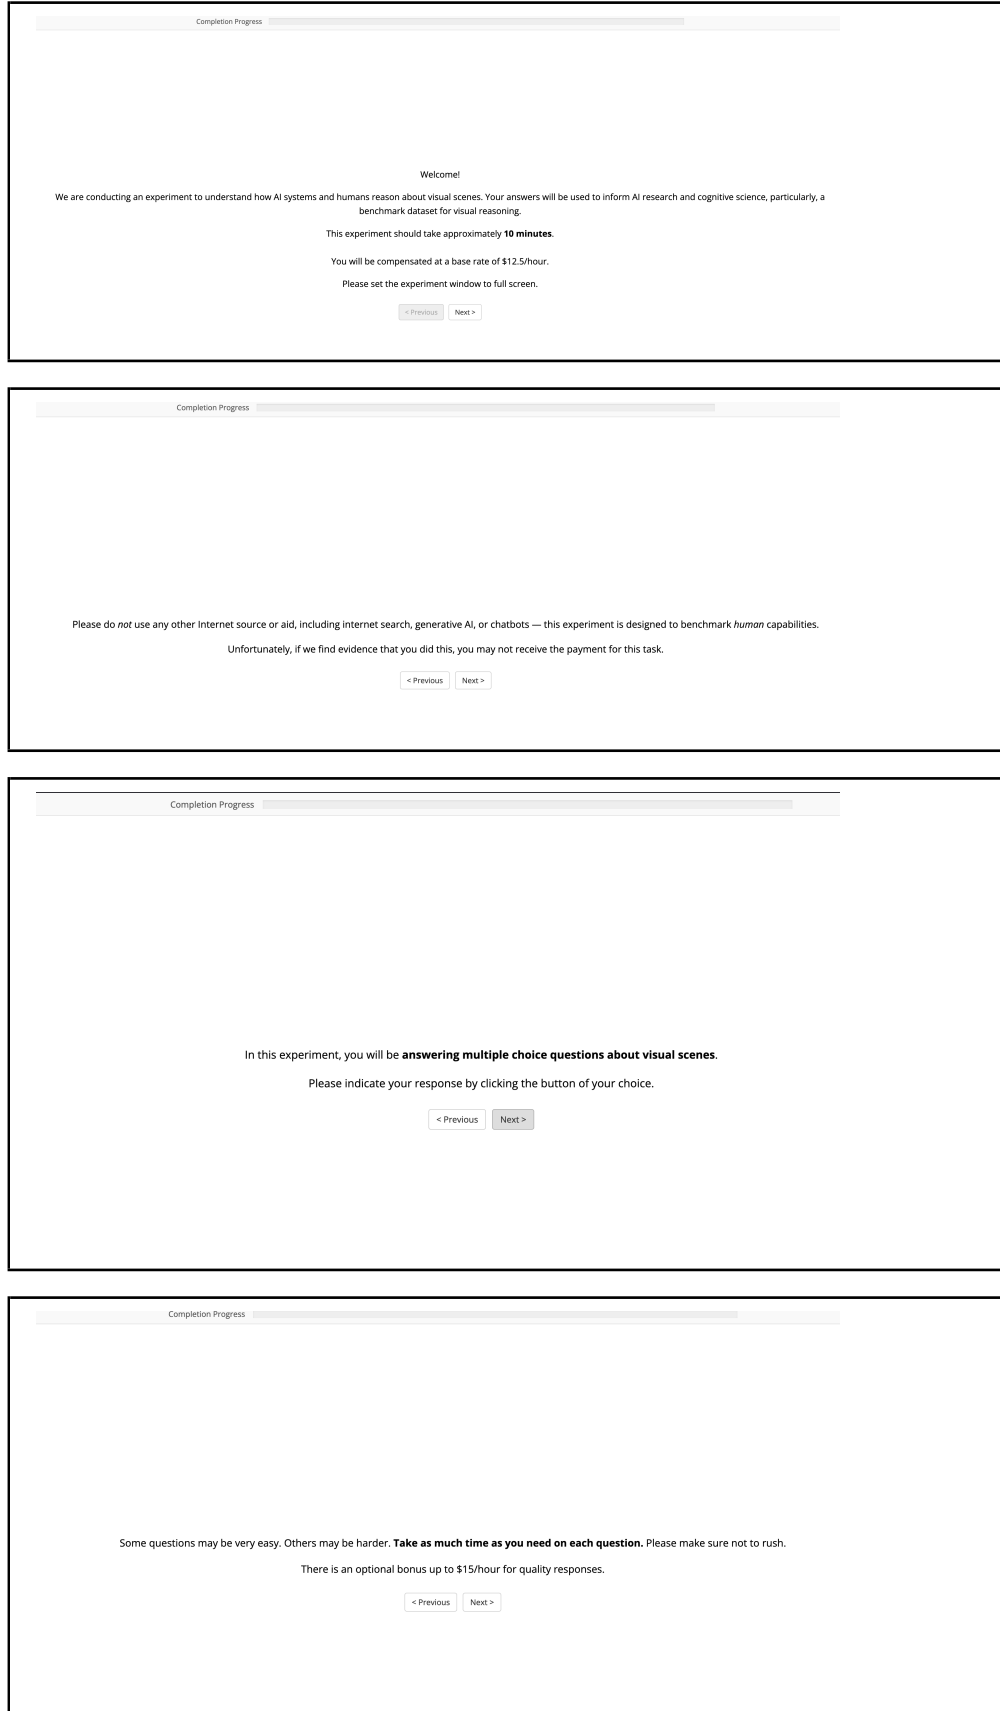 Completion Progress
Welcome!
We are conducting an experiment to understand how AI systems and humans reason about visual scenes. Your answers will be used to inform AI research and cognitive science, particularly, a
benchmark dataset for visual reasoning.
This experiment should take approximately 10 minutes.
You will be compensated at a base rate of $12.5/hour.
Please set the experiment window to full screen.
< Previous Next >
Completion Progress
Please do not use any other Internet source or aid, including internet search, generative AI, or chatbots — this experiment is designed to benchmark human capabilities.
Unfortunately, if we find evidence that you did this, you may not receive the payment for this task.
< Previous Next >
Completion Progress
In this experiment, you will be answering multiple choice questions about visual scenes.
Please indicate your response by clicking the button of your choice.
< Previous Next >
Completion Progress
Some questions may be very easy. Others may be harder. Take as much time as you need on each question. Please make sure not to rush.
There is an optional bonus up to $15/hour for quality responses.
< Previous Next >